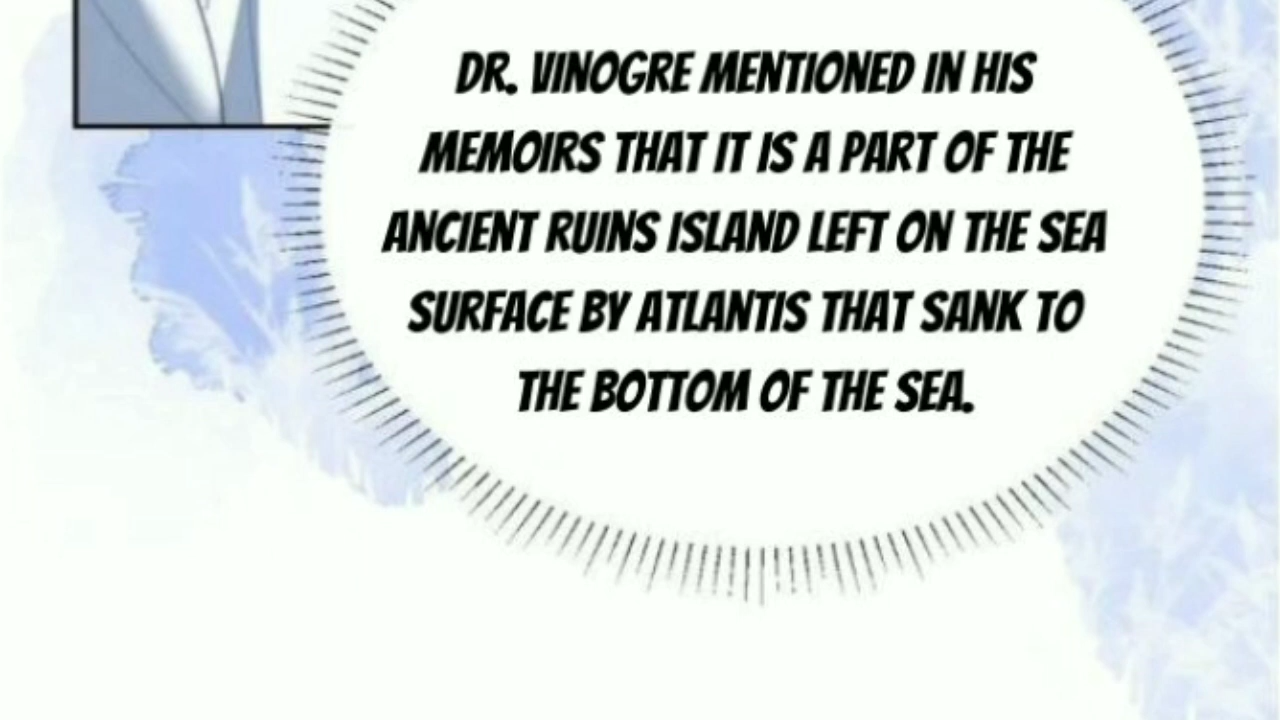 DR. VINOGRE MENTIONED IN HIS
MEMOIRS THAT IT IS A PART OF THE
ANCIENT RUINS ISLAND LEFT ON THE SEA
SURFACE BY ATLANTIS THAT SANK TO
THE BOTTOM OF THE SEA.